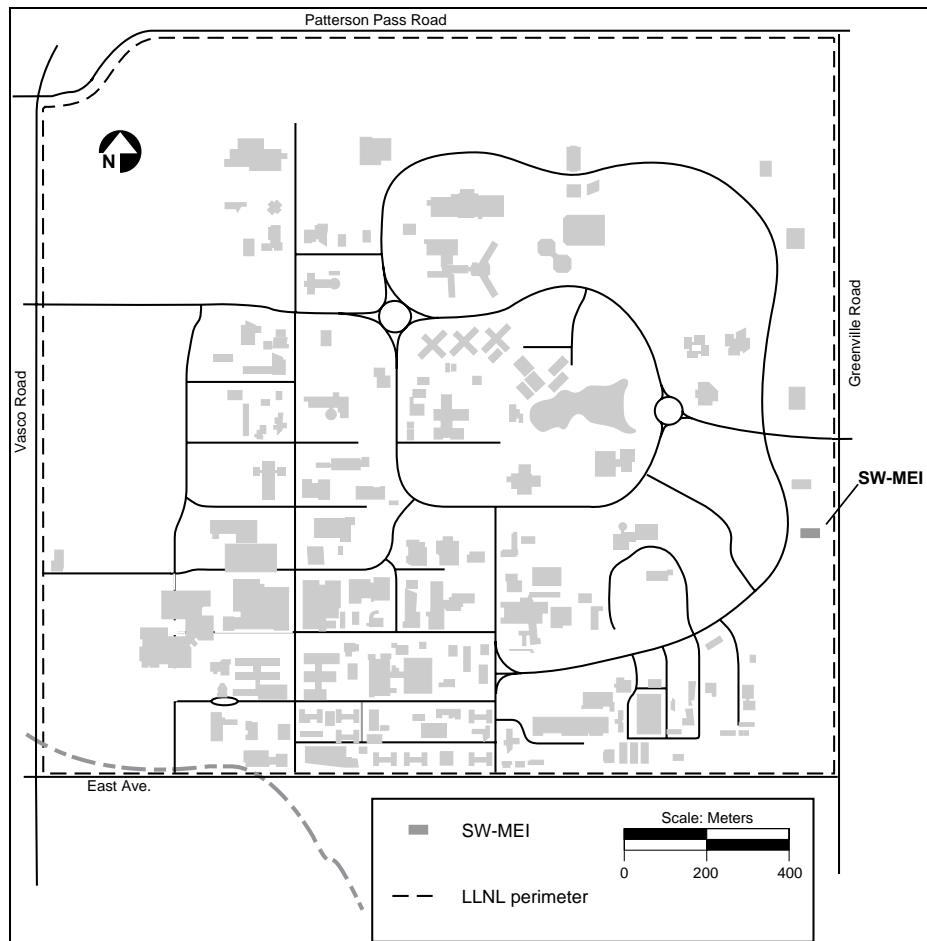 Patterson Pass Road
N
Vasco Road
Greenville Road
SW-MEI
East Ave.
SW-MEI
Scale: Meters
0 200 400
LLNL perimeter